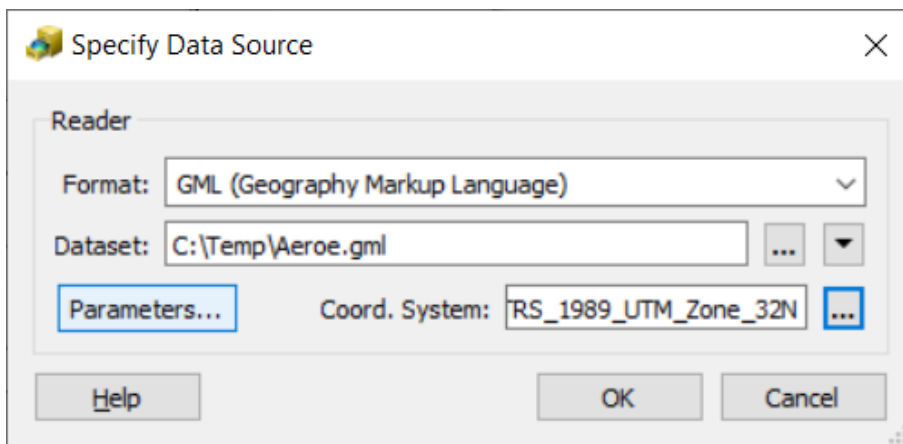 Specify Data Source
Reader
Format: GML (Geography Markup Language)
Dataset: C:\Temp\Aeroe.gml ...
Parameters... Coord. System: TRS_1989_UTM_Zone_32N ...
Help OK Cancel